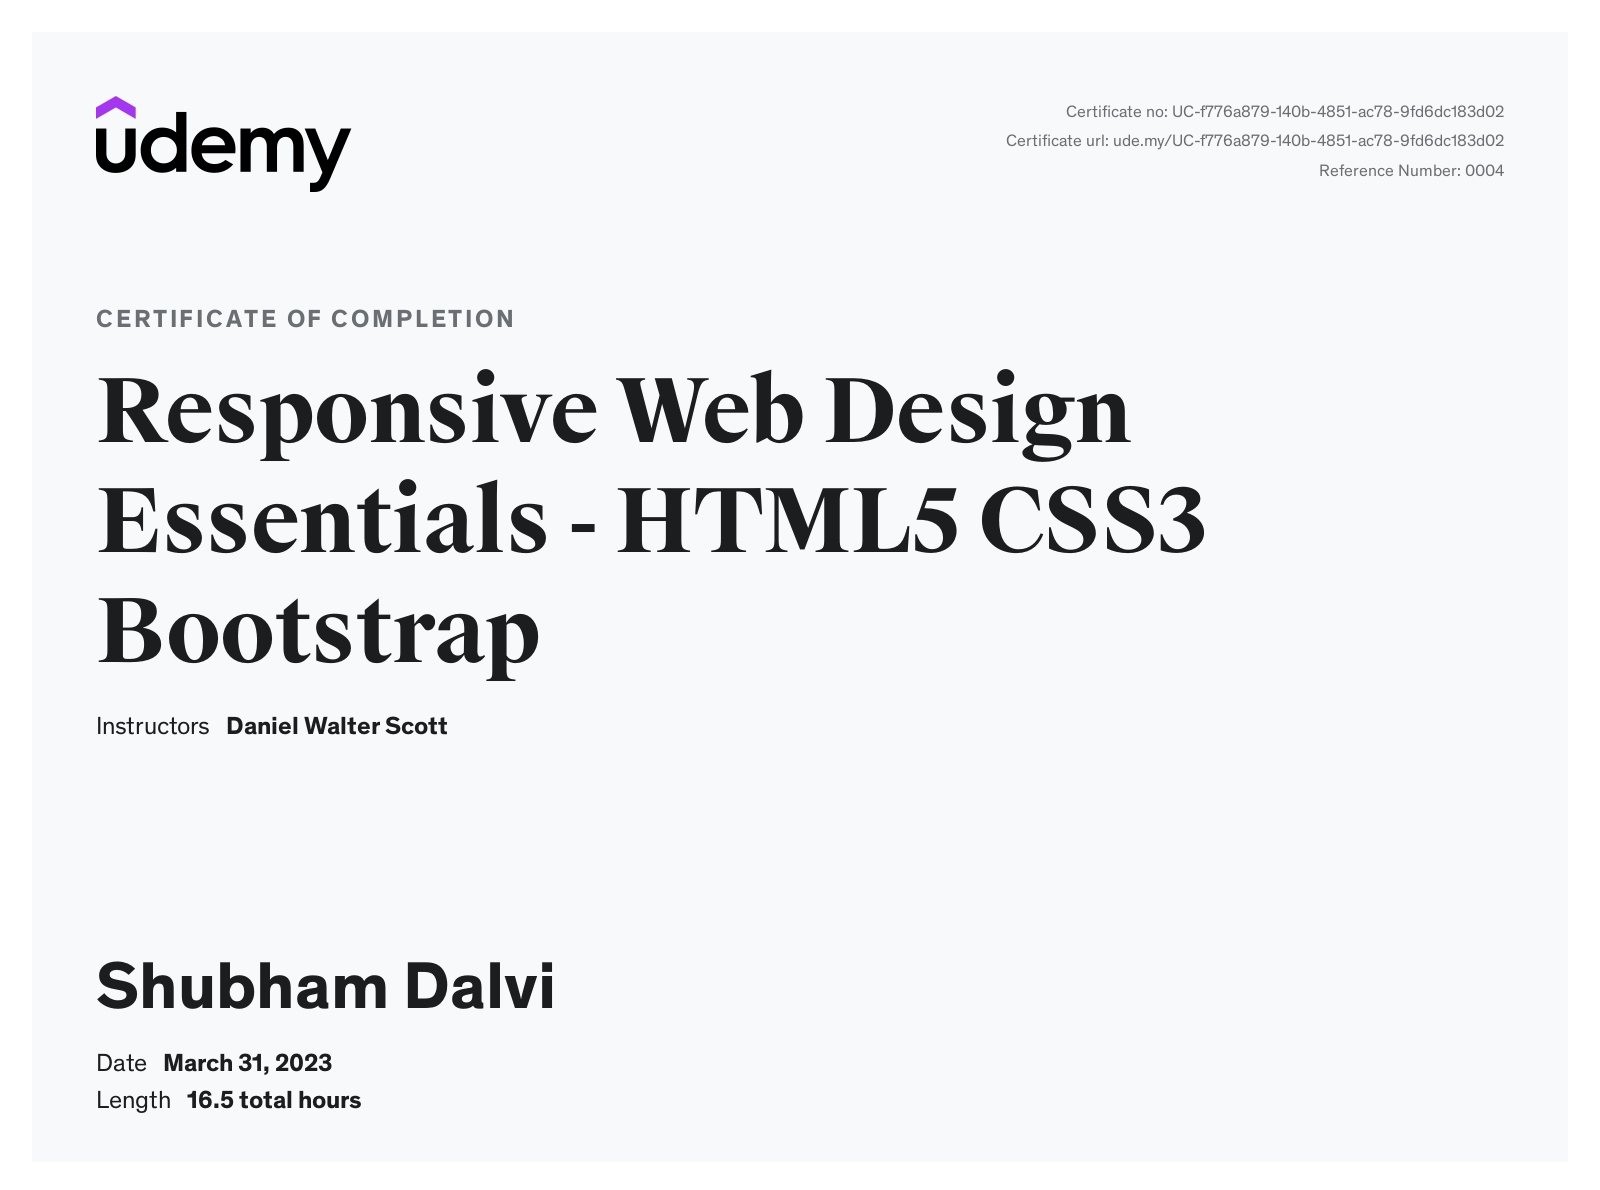 udemy
Certificate no: UC-f776a879-140b-4851-ac78-9fd6dc183d02
Certificate url: ude.my/UC-f776a879-140b-4851-ac78-9fd6dc183d02
Reference Number: 0004
CERTIFICATE OF COMPLETION
Responsive Web Design
Essentials - HTML5 CSS3
Bootstrap
Instructors Daniel Walter Scott
Shubham Dalvi
Date March 31, 2023
Length 16.5 total hours